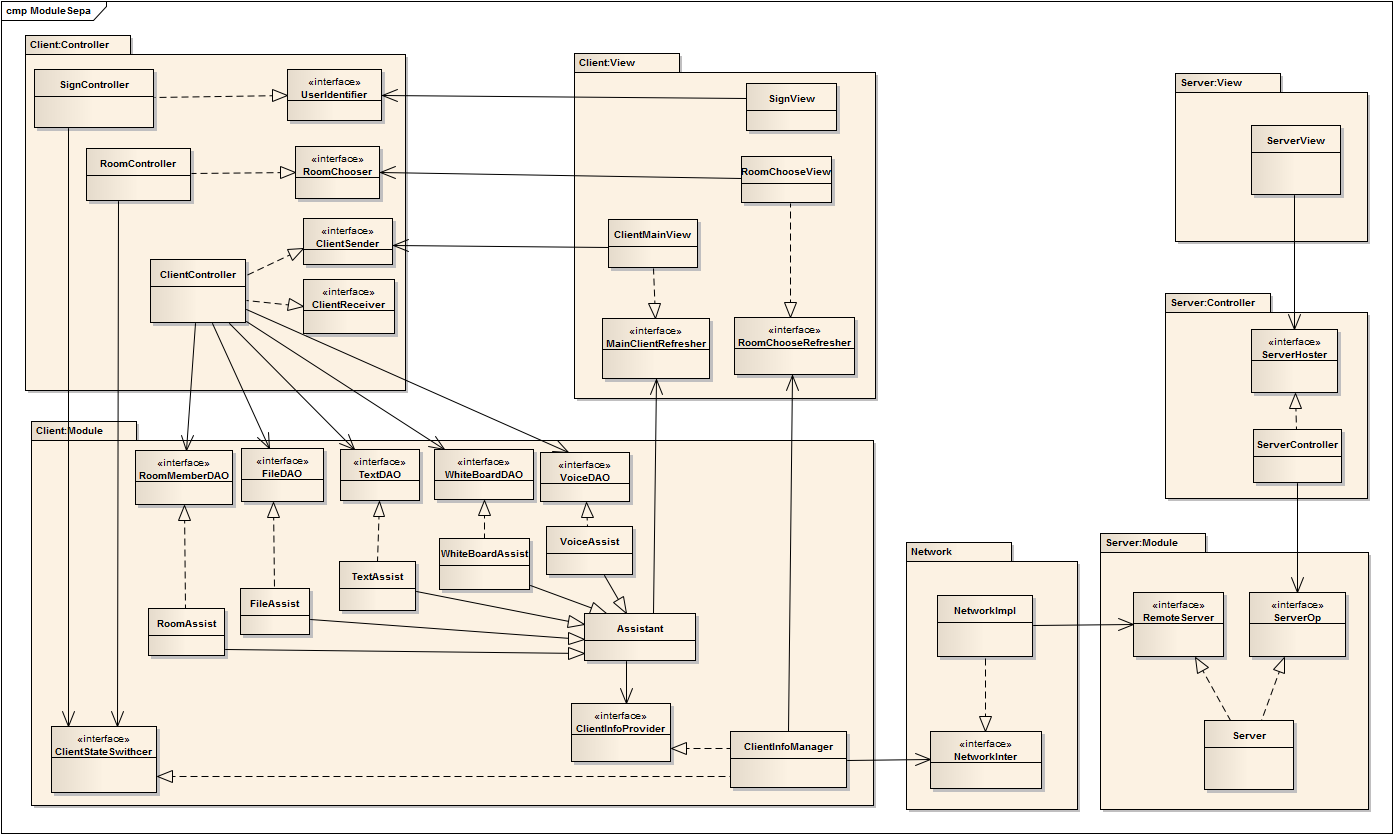 cmp ModuleSepa
Client:Controller
SignController
«interface»
UserIdentifier
RoomController
«interface»
RoomChooser
«interface»
ClientSender
ClientController
«interface»
ClientReceiver
Client:View
SignView
RoomChooseView
ClientMainView
«interface»
MainClientRefresher
«interface»
RoomChooseRefresher
Server:View
ServerView
Server:Controller
«interface»
ServerHoster
ServerController
Client:Module
«interface»
RoomMemberDAO
«interface»
FileDAO
«interface»
TextDAO
«interface»
WhiteBoardDAO
«interface»
VoiceDAO
WhiteBoardAssist
VoiceAssist
TextAssist
FileAssist
RoomAssist
Assistant
«interface»
ClientInfoProvider
ClientInfoManager
«interface»
ClientStateSwithcer
Network
NetworkImpl
«interface»
NetworkInter
Server:Module
«interface»
RemoteServer
«interface»
ServerOp
Server